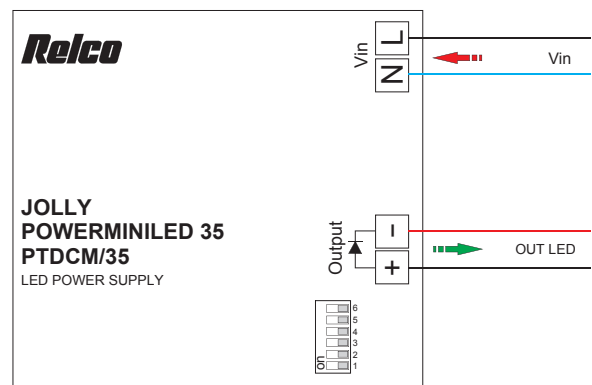 Relco
Vin
L
N
Vin
JOLLY
POWERMINILED 35
PTDCM/35
LED POWER SUPPLY
Output
−
+
OUT LED
on
6
5
4
3
2
1